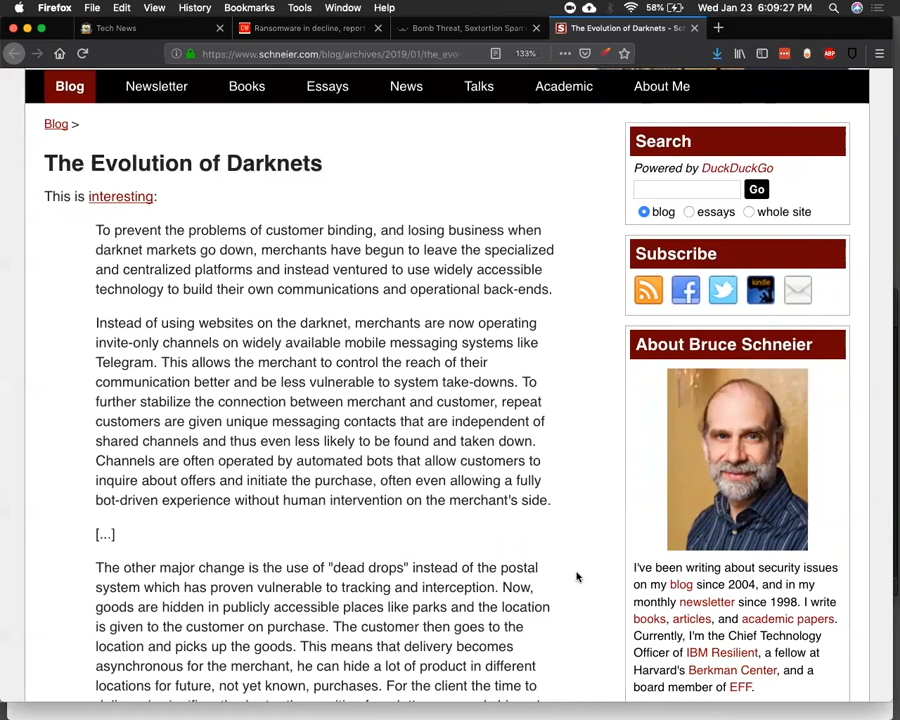 Firefox File Edit View History Bookmarks Tools Window Help 58% Wed Jan 23 6:09:27 PM
Tech News Ransomware in decline, report Bomb Threat, Sextortion Spam The Evolution of Darknets - Sch
https://www.schneier.com/blog/archives/2019/01/the_evo 133% ABP
Blog Newsletter Books Essays News Talks Academic About Me
Blog >
The Evolution of Darknets
This is interesting:
To prevent the problems of customer binding, and losing business when
darknet markets go down, merchants have begun to leave the specialized
and centralized platforms and instead ventured to use widely accessible
technology to build their own communications and operational back-ends.
Instead of using websites on the darknet, merchants are now operating
invite-only channels on widely available mobile messaging systems like
Telegram. This allows the merchant to control the reach of their
communication better and be less vulnerable to system take-downs. To
further stabilize the connection between merchant and customer, repeat
customers are given unique messaging contacts that are independent of
shared channels and thus even less likely to be found and taken down.
Channels are often operated by automated bots that allow customers to
inquire about offers and initiate the purchase, often even allowing a fully
bot-driven experience without human intervention on the merchant's side.
[...]
The other major change is the use of "dead drops" instead of the postal
system which has proven vulnerable to tracking and interception. Now,
goods are hidden in publicly accessible places like parks and the location
is given to the customer on purchase. The customer then goes to the
location and picks up the goods. This means that delivery becomes
asynchronous for the merchant, he can hide a lot of product in different
locations for future, not yet known, purchases. For the client the time to
Search
Powered by DuckDuckGo
Go
blog essays whole site
Subscribe
kindle
About Bruce Schneier
I've been writing about security issues
on my blog since 2004, and in my
monthly newsletter since 1998. I write
books, articles, and academic papers.
Currently, I'm the Chief Technology
Officer of IBM Resilient, a fellow at
Harvard's Berkman Center, and a
board member of EFF.